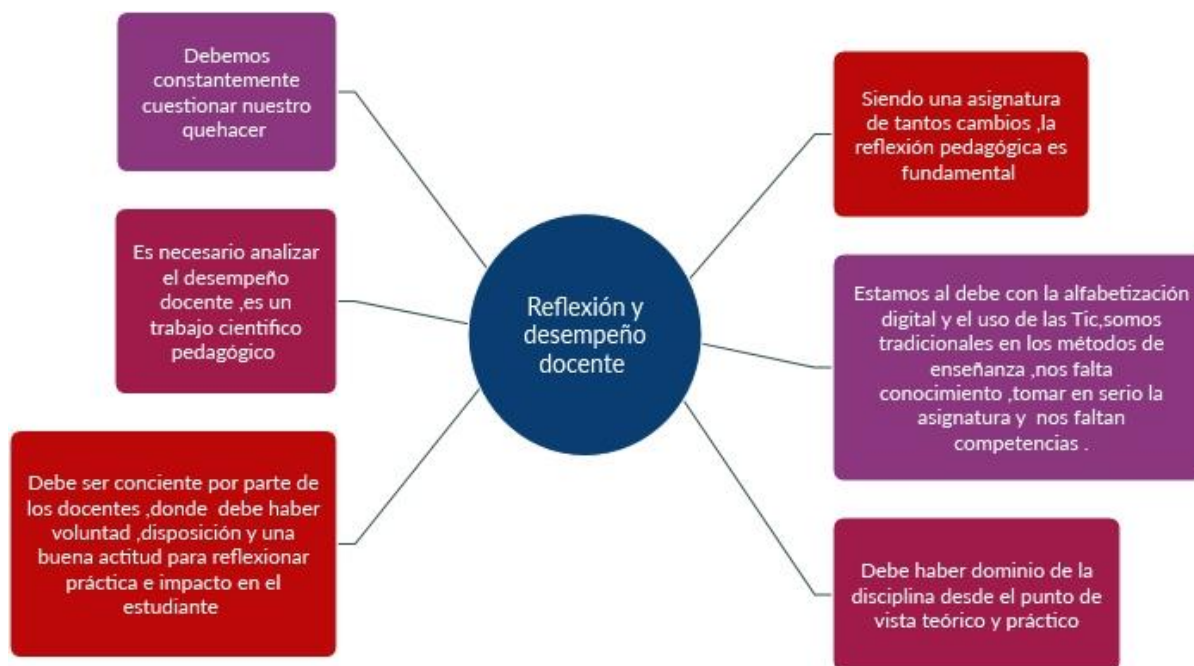 Debemos
constantemente
cuestionar nuestro
quehacer
Es necesario analizar
el desempeño
docente ,es un
trabajo científico
pedagógico
Debe ser conciente por parte de
los docentes ,donde debe haber
voluntad ,disposición y una
buena actitud para reflexionar
práctica e impacto en el
estudiante
Reflexión y
desempeño
docente
Siendo una asignatura
de tantos cambios ,la
reflexión pedagógica es
fundamental
Estamos al debe con la alfabetización
digital y el uso de las Tic,somos
tradicionales en los métodos de
enseñanza ,nos falta
conocimiento ,tomar en serio la
asignatura y nos faltan
competencias .
Debe haber dominio de la
disciplina desde el punto de
vista teórico y práctico